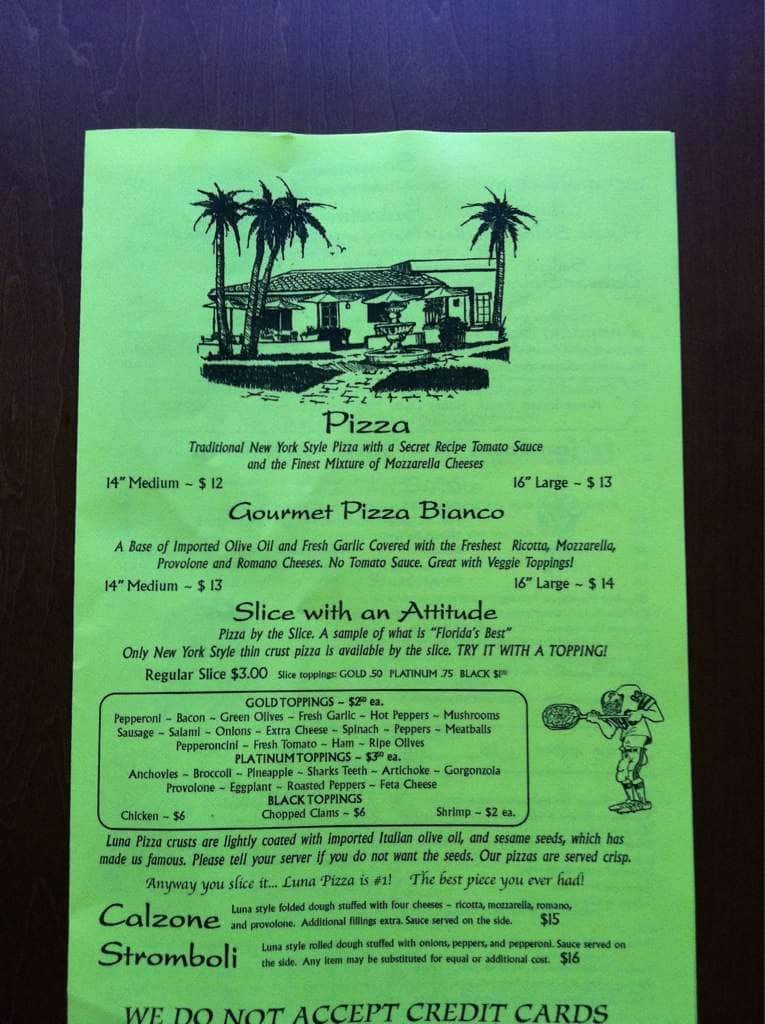 Pizza
Traditional New York Style Pizza with a Secret Recipe Tomato Sauce
and the Finest Mixture of Mozzarella Cheeses
14" Medium ~ $ 12 16" Large ~ $ 13
Gourmet Pizza Bianco
A Base of Imported Olive Oil and Fresh Garlic Covered with the Freshest Ricotta, Mozzarella,
Provolone and Romano Cheeses. No Tomato Sauce. Great with Veggie Toppings!
14" Medium ~ $ 13 16" Large ~ $ 14
Slice with an Attitude
Pizza by the Slice. A sample of what is "Florida's Best"
Only New York Style thin crust pizza is available by the slice. TRY IT WITH A TOPPING!
Regular Slice $3.00 Slice toppings: GOLD .50 PLATINUM .75 BLACK $1⁰⁰
GOLD TOPPINGS ~ $2⁵⁰ ea.
Pepperoni ~ Bacon ~ Green Olives ~ Fresh Garlic ~ Hot Peppers ~ Mushrooms
Sausage ~ Salami ~ Onions ~ Extra Cheese ~ Spinach ~ Peppers ~ Meatballs
Pepperoncini ~ Fresh Tomato ~ Ham ~ Ripe Olives
PLATINUM TOPPINGS ~ $3⁵⁰ ea.
Anchovies ~ Broccoli ~ Pineapple ~ Sharks Teeth ~ Artichoke ~ Gorgonzola
Provolone ~ Eggplant ~ Roasted Peppers ~ Feta Cheese
BLACK TOPPINGS
Chicken ~ $6 Chopped Clams ~ $6 Shrimp ~ $2 ea.
Luna Pizza crusts are lightly coated with imported Italian olive oil, and sesame seeds, which has
made us famous. Please tell your server if you do not want the seeds. Our pizzas are served crisp.
Anyway you slice it... Luna Pizza is #1! The best piece you ever had!
Calzone Luna style folded dough stuffed with four cheeses ~ ricotta, mozzarella, romano,
and provolone. Additional fillings extra. Sauce served on the side. $15
Stromboli Luna style rolled dough stuffed with onions, peppers, and pepperoni. Sauce served on
the side. Any item may be substituted for equal or additional cost. $16
WE DO NOT ACCEPT CREDIT CARDS